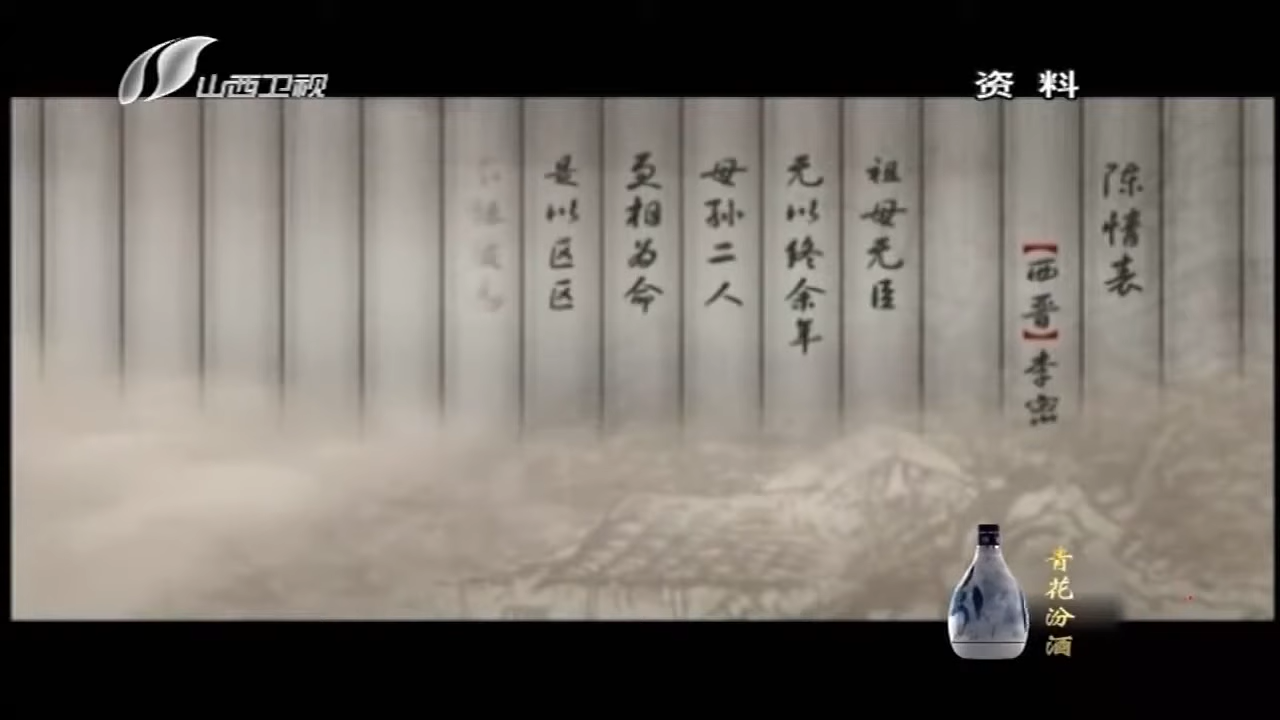 山西卫视
资 料
陈情表
【西晋】李密
祖母无臣
无以终余年
母孙二人
更相为命
是以区区
青花汾酒